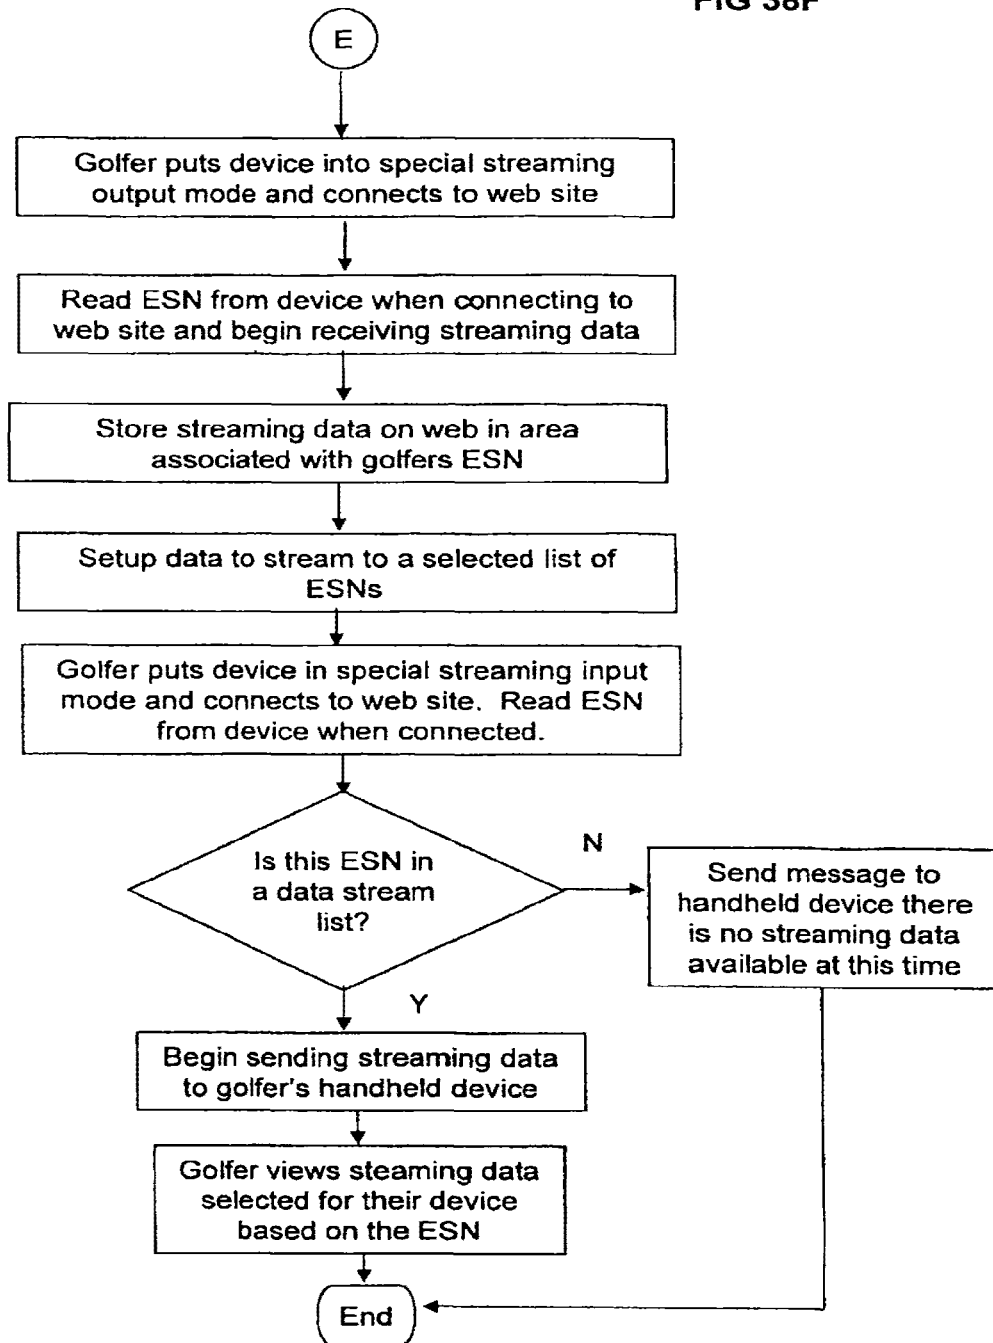 FIG 38F
E
Golfer puts device into special streaming
output mode and connects to web site
Read ESN from device when connecting to
web site and begin receiving streaming data
Store streaming data on web in area
associated with golfers ESN
Setup data to stream to a selected list of
ESNs
Golfer puts device in special streaming input
mode and connects to web site. Read ESN
from device when connected.
Is this ESN in
a data stream
list?
N
Send message to
handheld device there
is no streaming data
available at this time
Y
Begin sending streaming data
to golfer's handheld device
Golfer views steaming data
selected for their device
based on the ESN
End